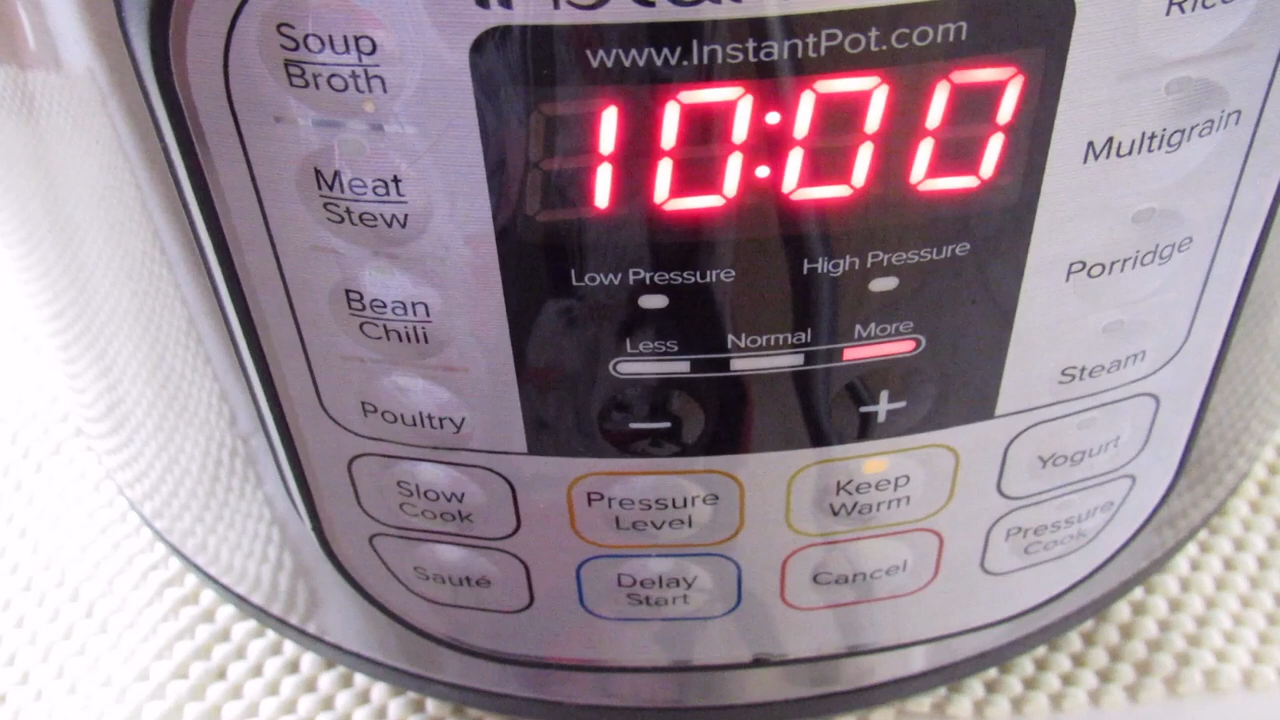 Soup
Broth
Meat
Stew
Bean
Chili
Poultry
www.InstantPot.com
10:00
Low Pressure
High Pressure
Less Normal More
− +
Multigrain
Porridge
Steam
Slow
Cook
Pressure
Level
Keep
Warm
Yogurt
Sauté
Delay
Start
Cancel
Pressure
Cook